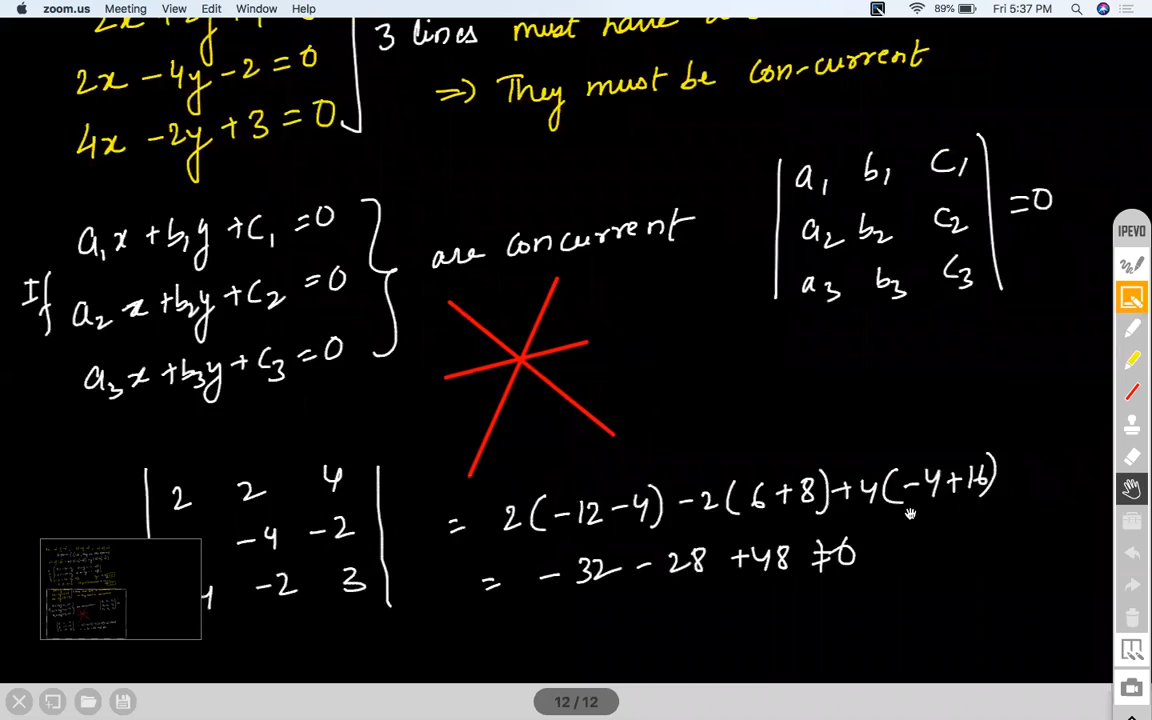 zoom.us Meeting View Edit Window Help 89% Fri 5:37 PM
3 lines must have
2x - 4y - 2 = 0
⇒ They must be con-current
4x - 2y + 3 = 0
If a₁x + b₁y + c₁ = 0
a₂x + b₂y + c₂ = 0
a₃x + b₃y + c₃ = 0
are concurrent
a₁ b₁ c₁
a₂ b₂ c₂ = 0
a₃ b₃ c₃
IPEVO
2 2 4
-4 -2
-2 3
= 2(-12-4) -2(6+8)+4(-4+16)
= -32 - 28 + 48 ≠0
12 / 12